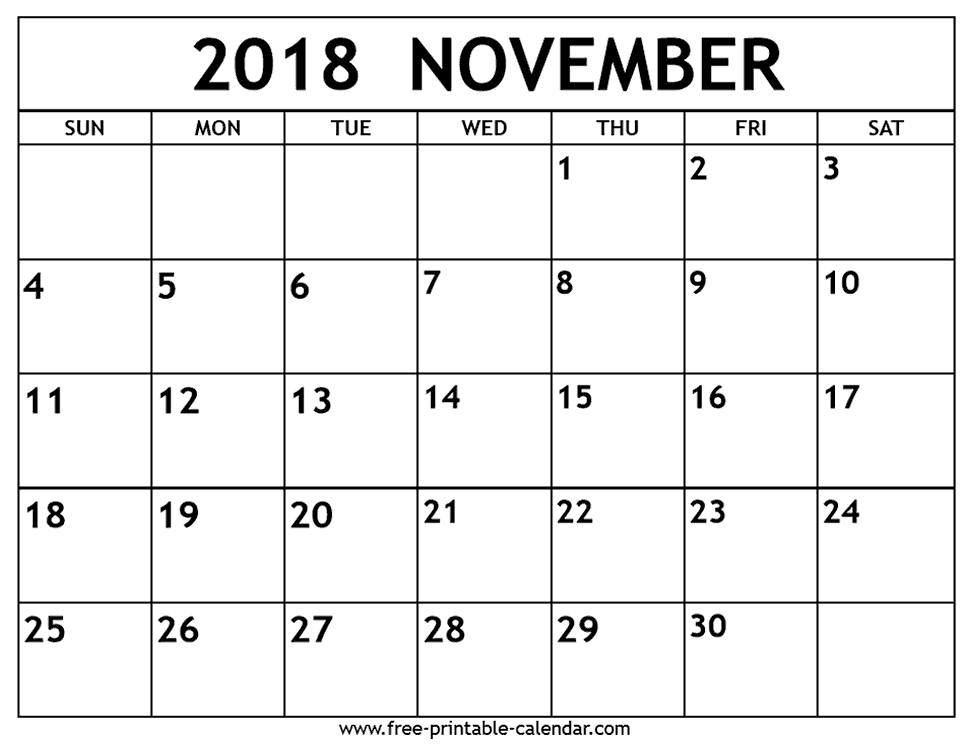 2018 NOVEMBER
SUN MON TUE WED THU FRI SAT
1 2 3
4 5 6 7 8 9 10
11 12 13 14 15 16 17
18 19 20 21 22 23 24
25 26 27 28 29 30
www.free-printable-calendar.com